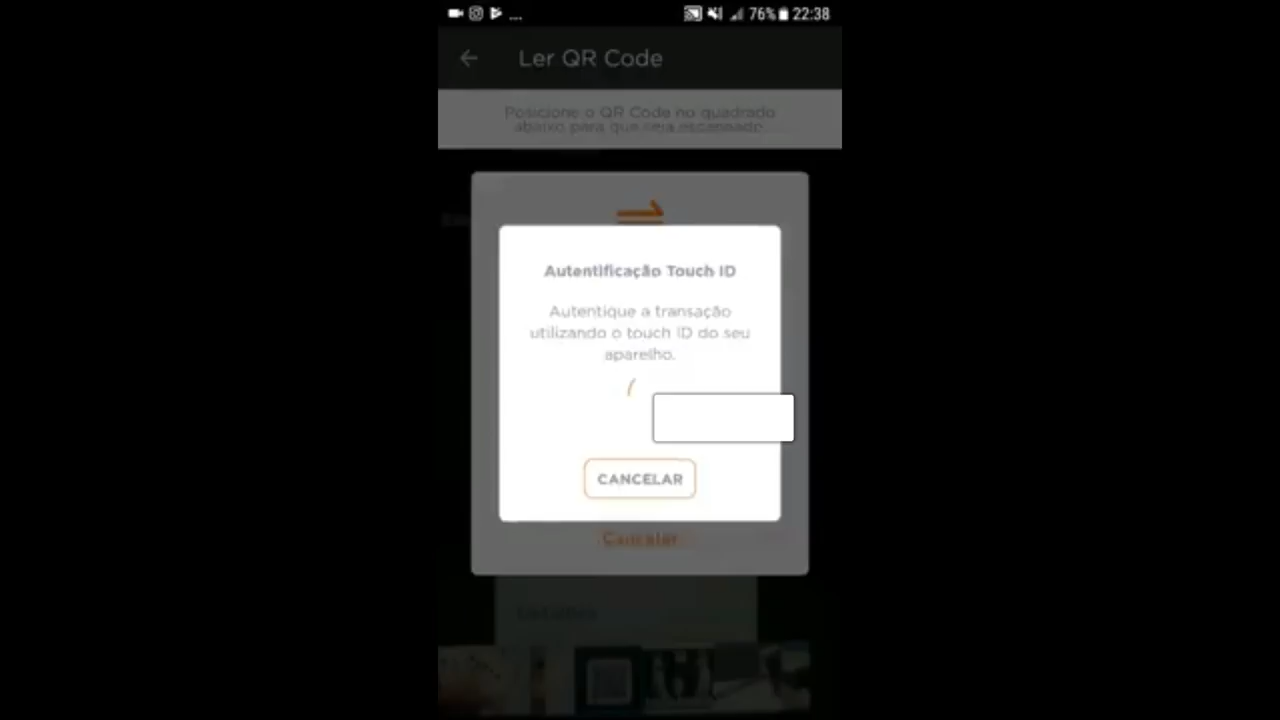 ... 76% 22:38
Ler QR Code
Posicione o QR Code no quadrado
abaixo para que seja escaneado.
Autentificação Touch ID
Autentique a transação
utilizando o touch ID do seu
aparelho.
CANCELAR
Cancelar